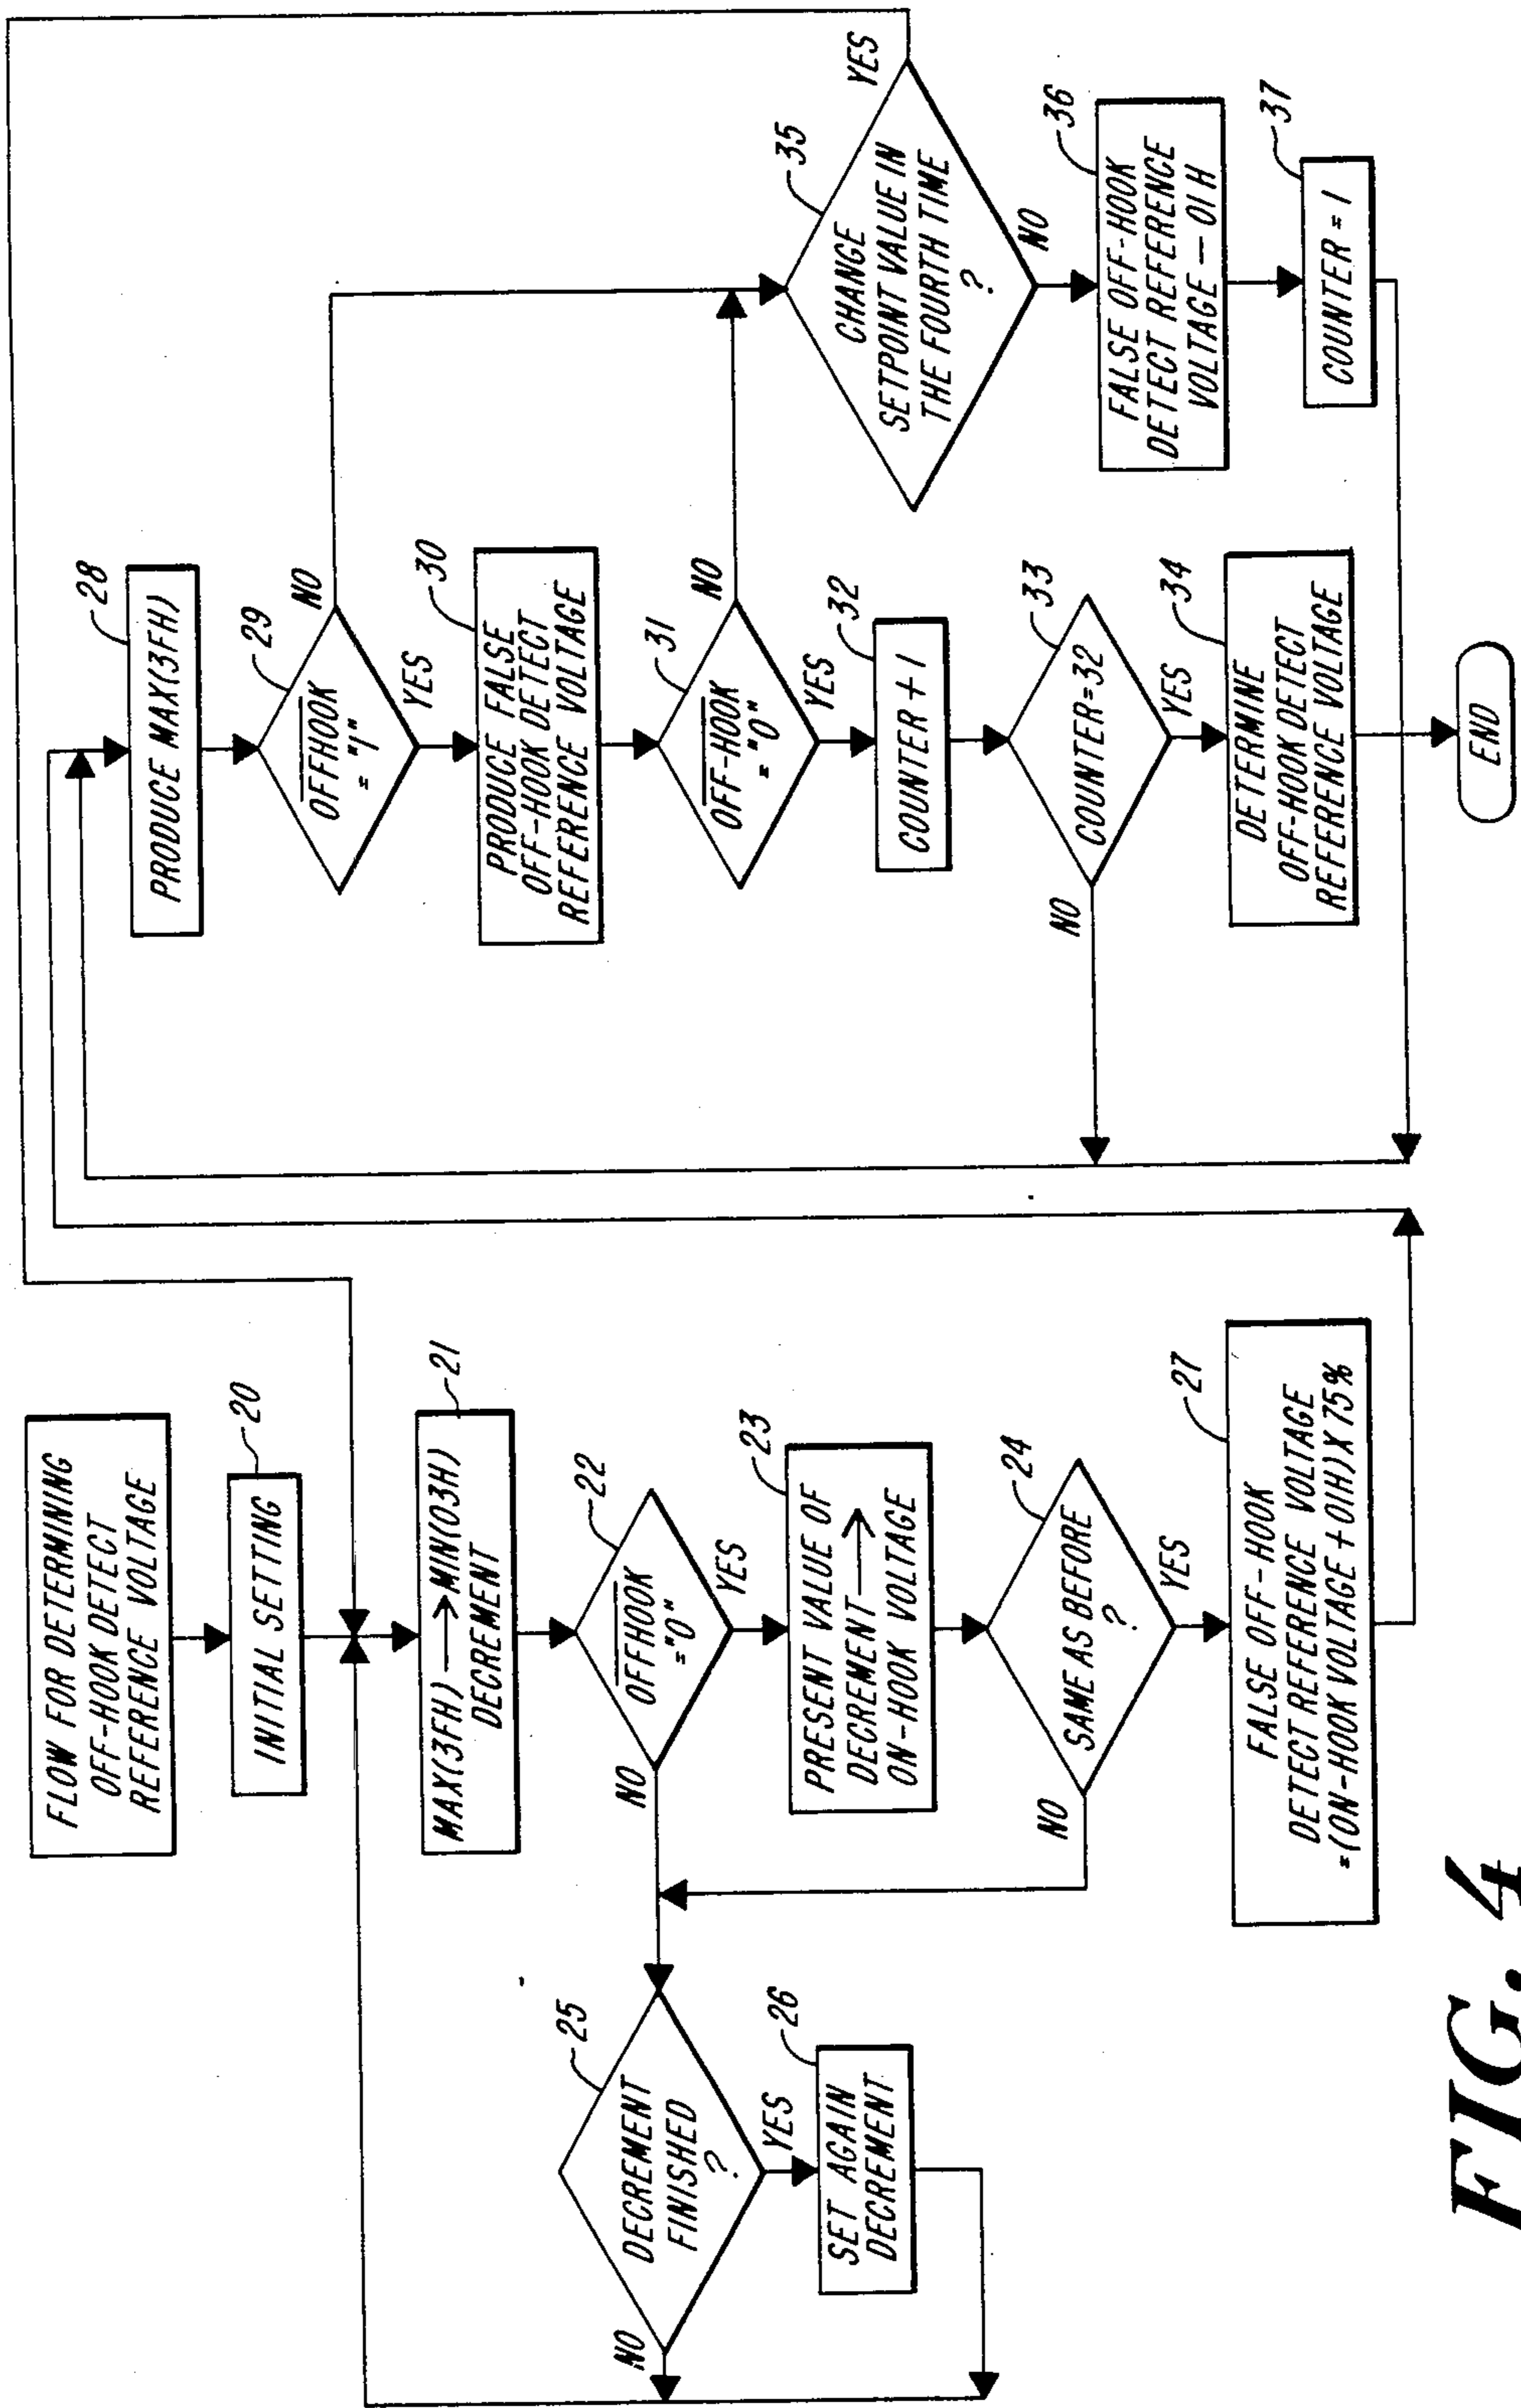 FLOW FOR DETERMINING
OFF-HOOK DETECT
REFERENCE VOLTAGE
20
INITIAL SETTING
21
MAX(3FH) → MIN(03H)
DECREMENT
22
OFFHOOK
="0"
NO
YES
23
PRESENT VALUE OF
DECREMENT →
ON-HOOK VOLTAGE
24
SAME AS BEFORE
?
NO
YES
25
DECREMENT
FINISHED
?
NO
YES
26
SET AGAIN
DECREMENT
27
FALSE OFF-HOOK
DETECT REFERENCE VOLTAGE
=(ON-HOOK VOLTAGE + 01H) X 75%
28
PRODUCE MAX(3FH)
29
OFFHOOK
="1"
NO
YES
30
PRODUCE FALSE
OFF-HOOK DETECT
REFERENCE VOLTAGE
31
OFF-HOOK
="0"
NO
YES
32
COUNTER + 1
33
COUNTER=32
NO
YES
34
DETERMINE
OFF-HOOK DETECT
REFERENCE VOLTAGE
END
35
CHANGE
SETPOINT VALUE IN
THE FOURTH TIME
?
YES
NO
36
FALSE OFF-HOOK
DETECT REFERENCE
VOLTAGE — 01H
37
COUNTER = 1
FIG. 4